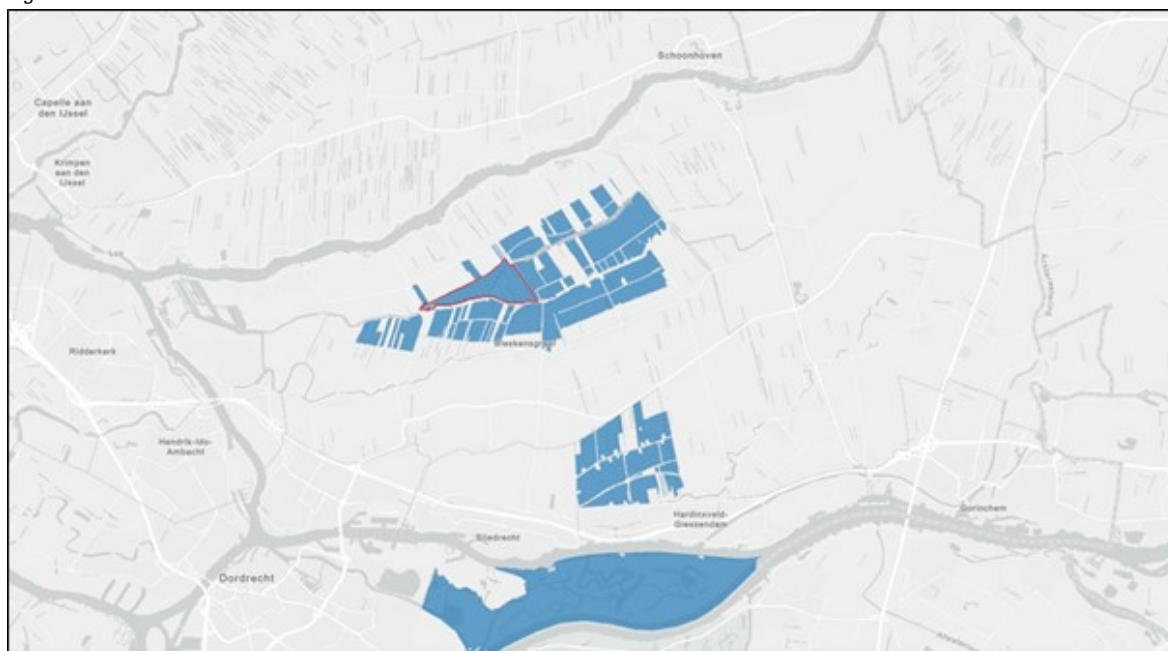 Schoonhoven
Capelle aan
den IJssel
Krimpen
aan den
IJssel
Lek
Ridderkerk
Bleskensgraaf
Hendrik-Ido-
Ambacht
Hardinxveld-
Giessendam
Gorinchem
Sliedrecht
Dordrecht